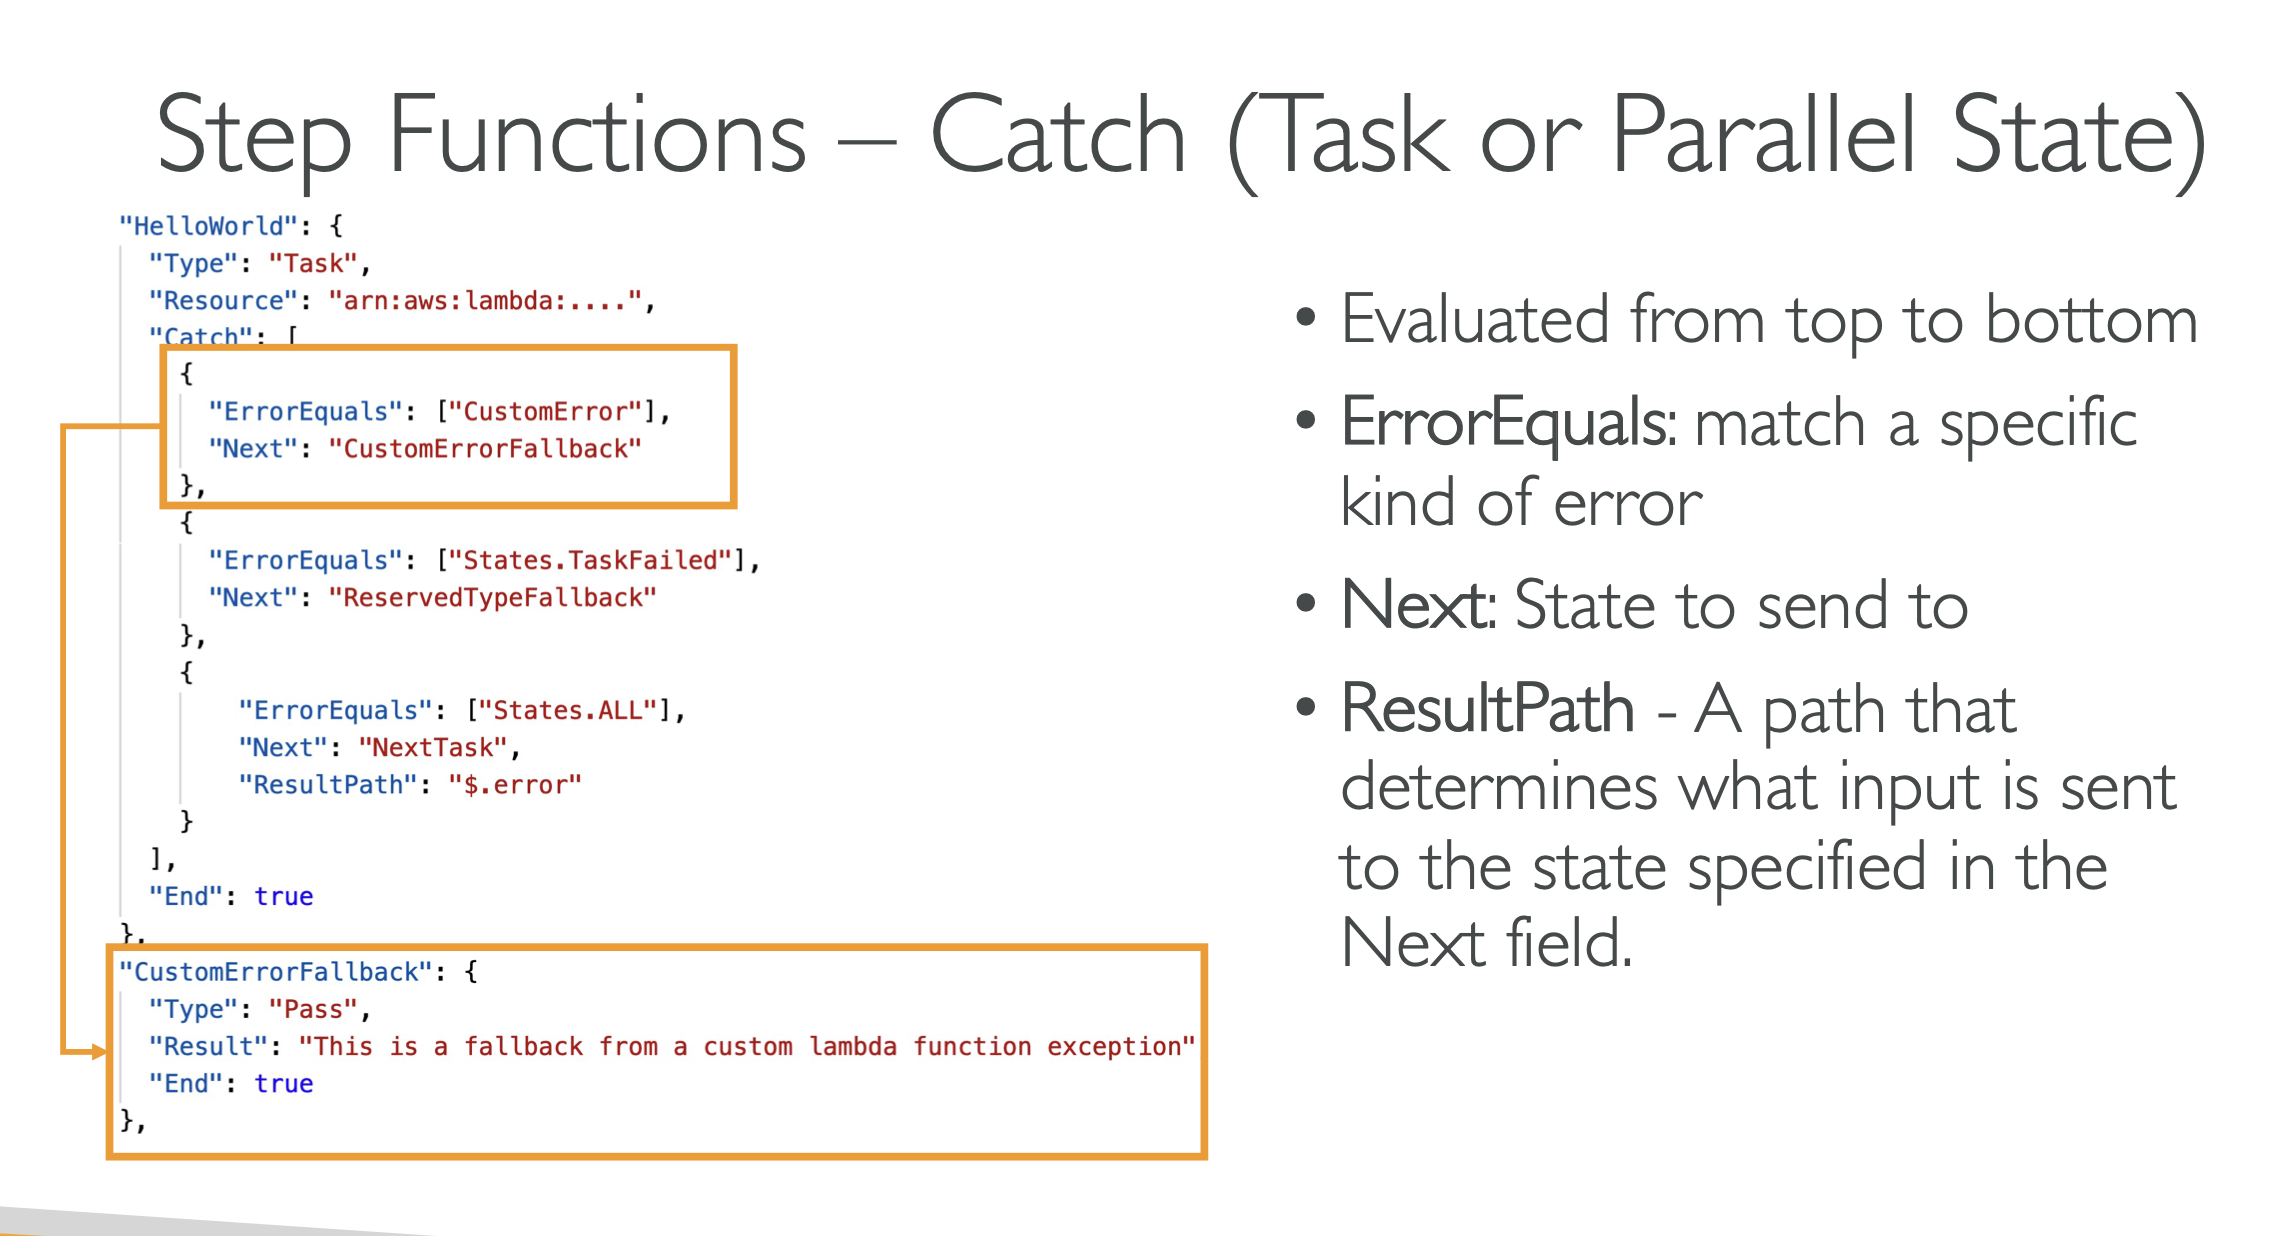 Step Functions – Catch (Task or Parallel State)
"HelloWorld": {
"Type": "Task",
"Resource": "arn:aws:lambda:....",
"Catch": [
{
"ErrorEquals": ["CustomError"],
"Next": "CustomErrorFallback"
},
{
"ErrorEquals": ["States.TaskFailed"],
"Next": "ReservedTypeFallback"
},
{
"ErrorEquals": ["States.ALL"],
"Next": "NextTask",
"ResultPath": "$.error"
}
],
"End": true
},
"CustomErrorFallback": {
"Type": "Pass",
"Result": "This is a fallback from a custom lambda function exception"
"End": true
},
• Evaluated from top to bottom
• ErrorEquals: match a specific
kind of error
• Next: State to send to
• ResultPath - A path that
determines what input is sent
to the state specified in the
Next field.